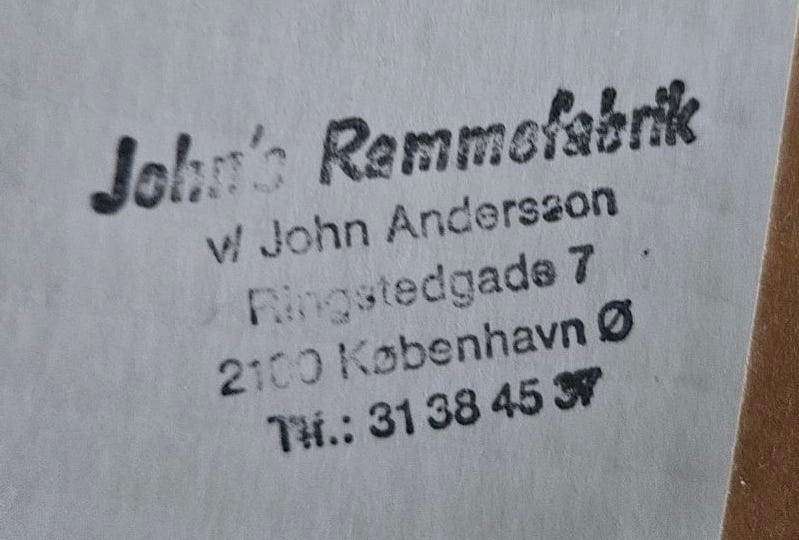 John's Rammefabrik
v/ John Andersson
Ringstedgade 7
2100 København Ø
Tlf.: 31 38 45 37